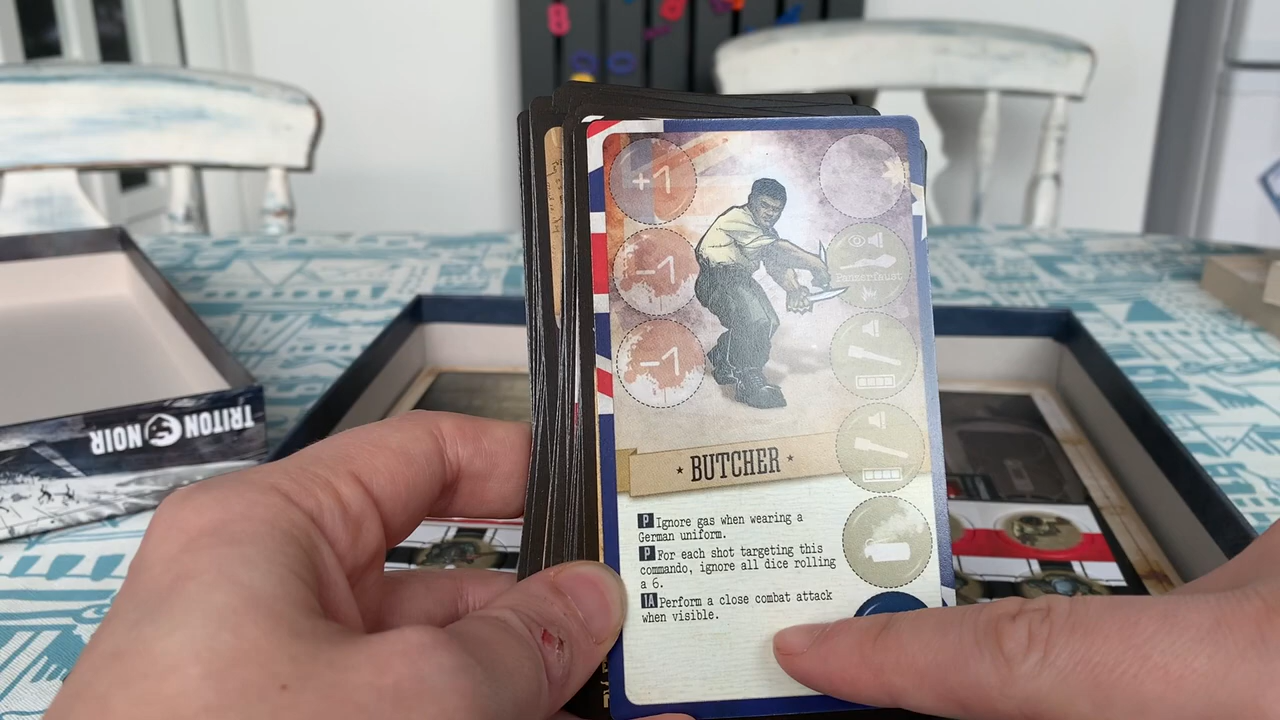 +1
-1
-1
Panzerfaust
★ BUTCHER ★
P Ignore gas when wearing a
German uniform.
P For each shot targeting this
commando, ignore all dice rolling
a 6.
IA Perform a close combat attack
when visible.
TRITON
NOIR